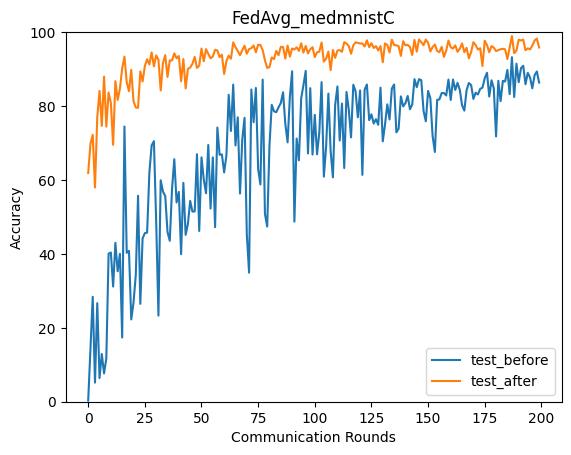 FedAvg_medmnistC
Accuracy
100
80
60
40
20
0
0 25 50 75 100 125 150 175 200
Communication Rounds
test_before
test_after